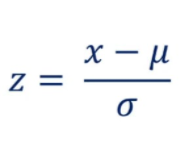 z = (x − μ) / σ